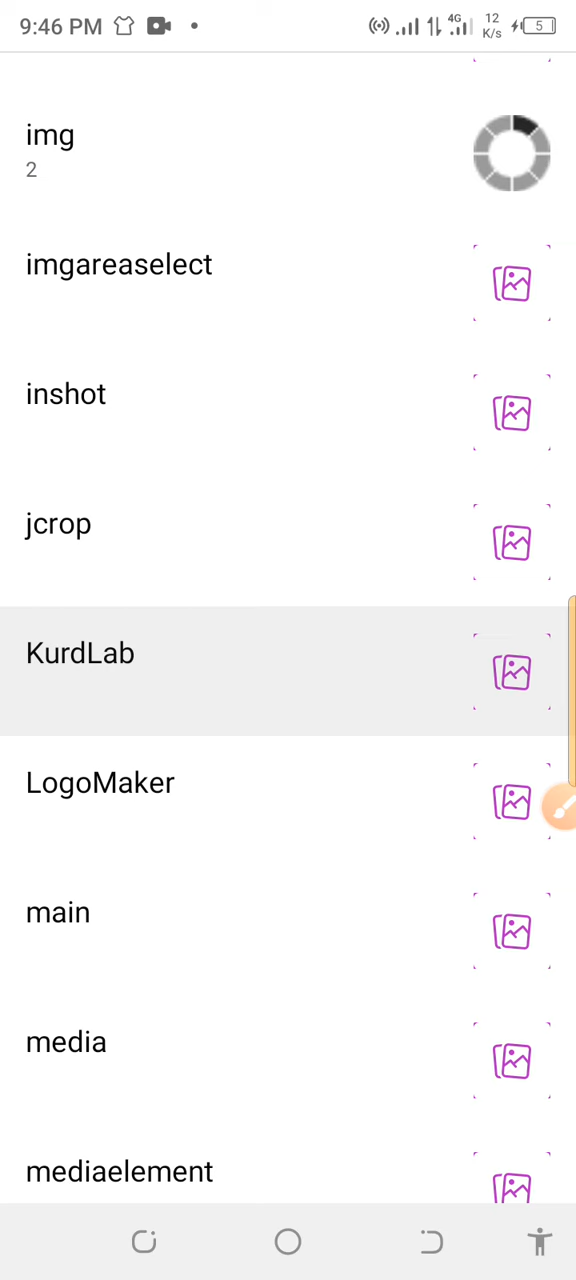 9:46 PM
4G
12
K/s
5
img
2
imgareaselect
inshot
jcrop
KurdLab
LogoMaker
main
media
mediaelement